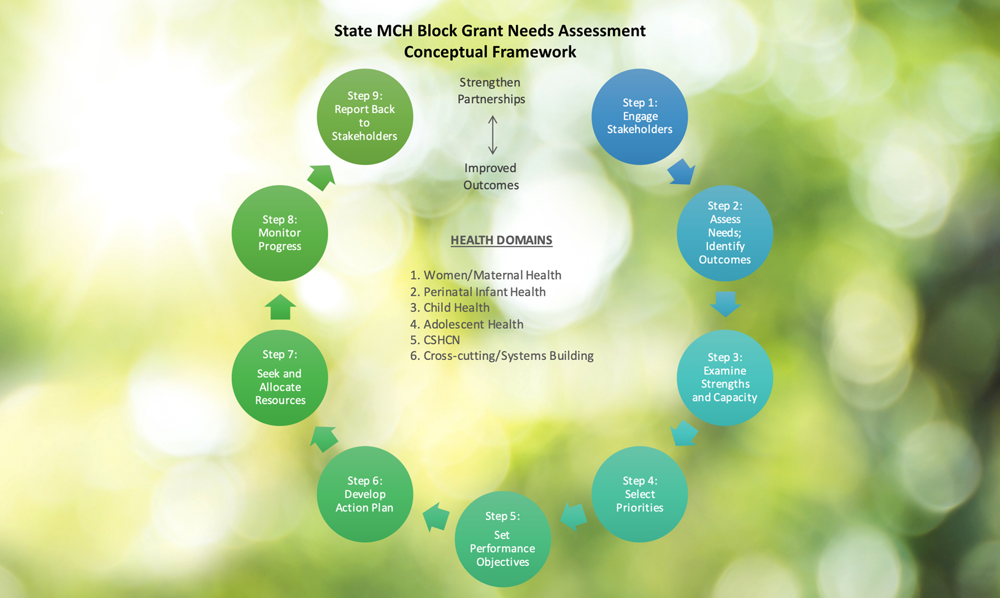 State MCH Block Grant Needs Assessment
Conceptual Framework
Strengthen
Partnerships
Improved
Outcomes
Step 1:
Engage
Stakeholders
Step 2:
Assess
Needs;
Identify
Outcomes
Step 3:
Examine
Strengths
and Capacity
Step 4:
Select
Priorities
Step 5:
Set
Performance
Objectives
Step 6:
Develop
Action Plan
Step 7:
Seek and
Allocate
Resources
Step 8:
Monitor
Progress
Step 9:
Report Back
to
Stakeholders
HEALTH DOMAINS
1. Women/Maternal Health
2. Perinatal Infant Health
3. Child Health
4. Adolescent Health
5. CSHCN
6. Cross-cutting/Systems Building